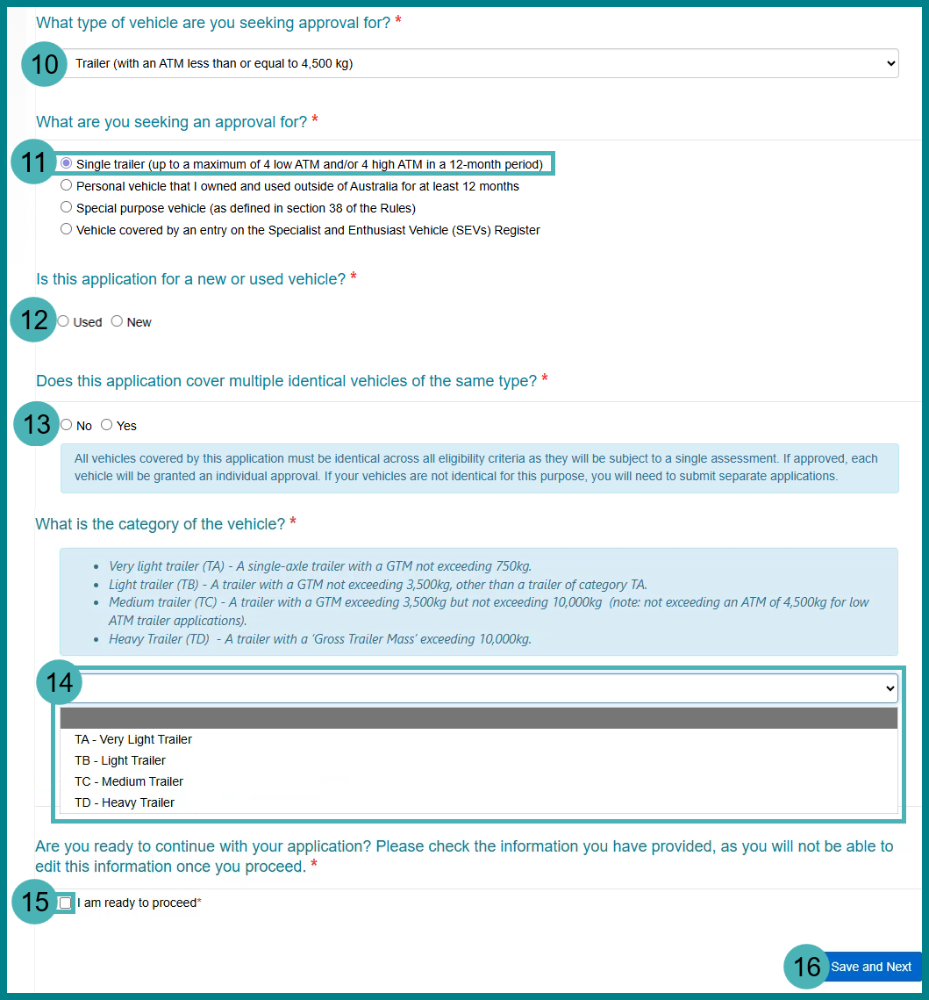 What type of vehicle are you seeking approval for? *
10 Trailer (with an ATM less than or equal to 4,500 kg)
What are you seeking an approval for? *
11 Single trailer (up to a maximum of 4 low ATM and/or 4 high ATM in a 12-month period)
Personal vehicle that I owned and used outside of Australia for at least 12 months
Special purpose vehicle (as defined in section 38 of the Rules)
Vehicle covered by an entry on the Specialist and Enthusiast Vehicle (SEVs) Register
Is this application for a new or used vehicle? *
12 Used New
Does this application cover multiple identical vehicles of the same type? *
13 No Yes
All vehicles covered by this application must be identical across all eligibility criteria as they will be subject to a single assessment. If approved, each
vehicle will be granted an individual approval. If your vehicles are not identical for this purpose, you will need to submit separate applications.
What is the category of the vehicle? *
• Very light trailer (TA) - A single-axle trailer with a GTM not exceeding 750kg.
• Light trailer (TB) - A trailer with a GTM not exceeding 3,500kg, other than a trailer of category TA.
• Medium trailer (TC) - A trailer with a GTM exceeding 3,500kg but not exceeding 10,000kg (note: not exceeding an ATM of 4,500kg for low
ATM trailer applications).
• Heavy Trailer (TD) - A trailer with a ‘Gross Trailer Mass’ exceeding 10,000kg.
14
TA - Very Light Trailer
TB - Light Trailer
TC - Medium Trailer
TD - Heavy Trailer
Are you ready to continue with your application? Please check the information you have provided, as you will not be able to
edit this information once you proceed. *
15 I am ready to proceed*
16 Save and Next